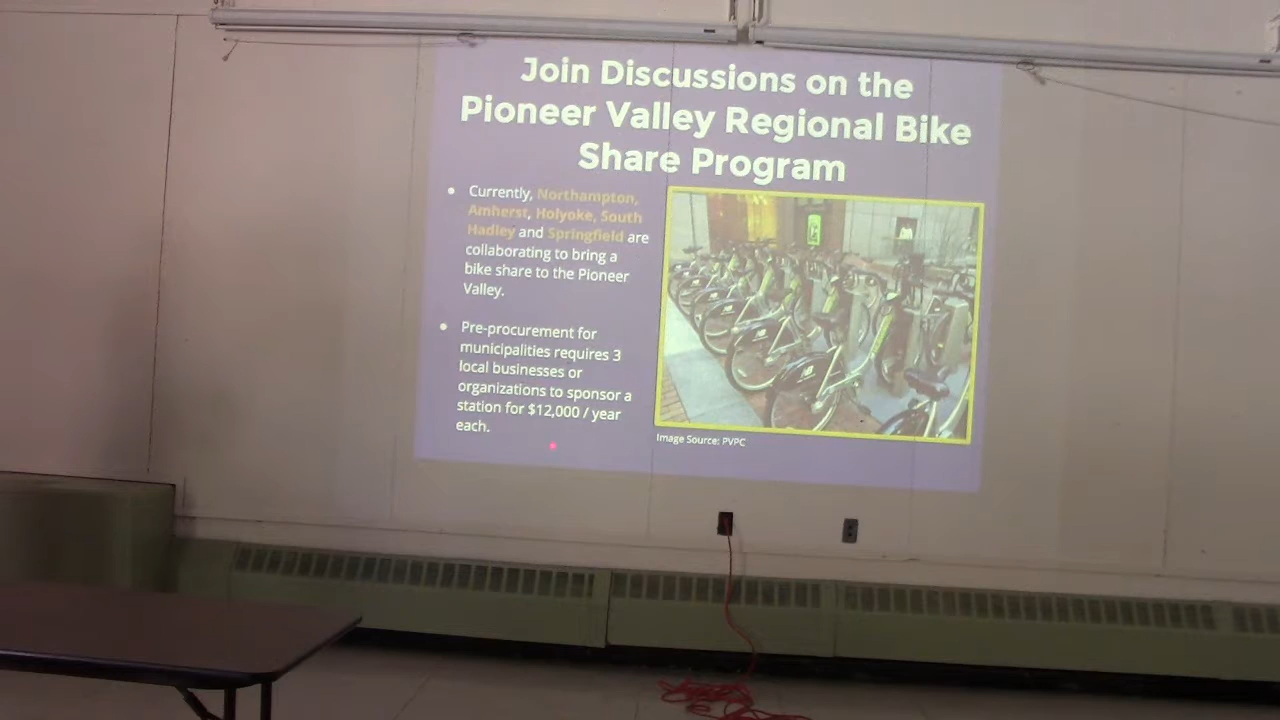 Join Discussions on the
Pioneer Valley Regional Bike
Share Program
• Currently, Northampton,
Amherst, Holyoke, South
Hadley and Springfield are
collaborating to bring a
bike share to the Pioneer
Valley.
• Pre-procurement for
municipalities requires 3
local businesses or
organizations to sponsor a
station for $12,000 / year
each.
Image Source: PVPC